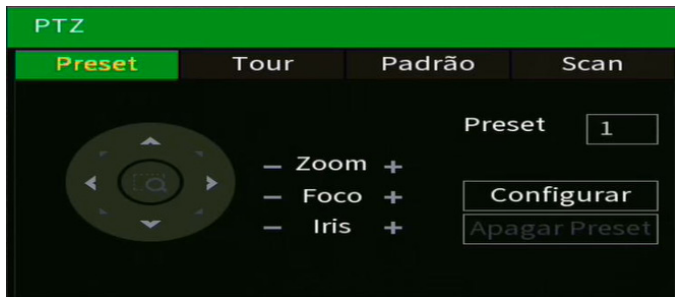 PTZ
Preset Tour Padrão Scan
Preset 1
− Zoom +
− Foco +
− Iris +
Configurar
Apagar Preset